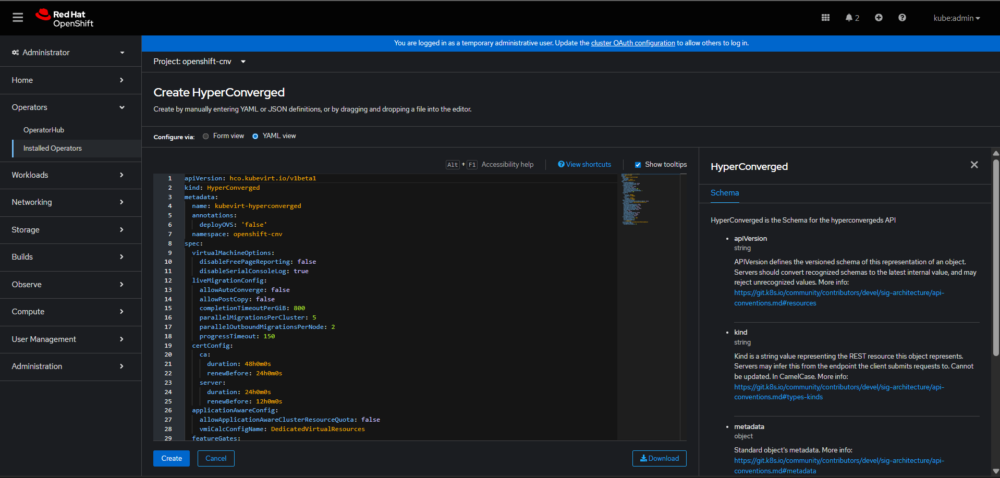 Red Hat
OpenShift
2
kube:admin
Administrator
Home
Operators
OperatorHub
Installed Operators
Workloads
Networking
Storage
Builds
Observe
Compute
User Management
Administration
You are logged in as a temporary administrative user. Update the cluster OAuth configuration to allow others to log in.
Project: openshift-cnv
Create HyperConverged
Create by manually entering YAML or JSON definitions, or by dragging and dropping a file into the editor.
Configure via: Form view YAML view
Alt + F1 Accessibility help View shortcuts Show tooltips
1 apiVersion: hco.kubevirt.io/v1beta1
2 kind: HyperConverged
3 metadata:
4 name: kubevirt-hyperconverged
5 annotations:
6 deployOVS: 'false'
7 namespace: openshift-cnv
8 spec:
9 virtualMachineOptions:
10 disableFreePageReporting: false
11 disableSerialConsoleLog: true
12 liveMigrationConfig:
13 allowAutoConverge: false
14 allowPostCopy: false
15 completionTimeoutPerGiB: 800
16 parallelMigrationsPerCluster: 5
17 parallelOutboundMigrationsPerNode: 2
18 progressTimeout: 150
19 certConfig:
20 ca:
21 duration: 48h0m0s
22 renewBefore: 24h0m0s
23 server:
24 duration: 24h0m0s
25 renewBefore: 12h0m0s
26 applicationAwareConfig:
27 allowApplicationAwareClusterResourceQuota: false
28 vmiCalcConfigName: DedicatedVirtualResources
29 featureGates:
Create
Cancel
Download
HyperConverged
Schema
HyperConverged is the Schema for the hyperconvergeds API
• apiVersion
string
APIVersion defines the versioned schema of this representation of an object.
Servers should convert recognized schemas to the latest internal value, and may
reject unrecognized values. More info:
https://git.k8s.io/community/contributors/devel/sig-architecture/api-
conventions.md#resources
• kind
string
Kind is a string value representing the REST resource this object represents.
Servers may infer this from the endpoint the client submits requests to. Cannot
be updated. In CamelCase. More info:
https://git.k8s.io/community/contributors/devel/sig-architecture/api-
conventions.md#types-kinds
• metadata
object
Standard object's metadata. More info:
https://git.k8s.io/community/contributors/devel/sig-architecture/api-
conventions.md#metadata